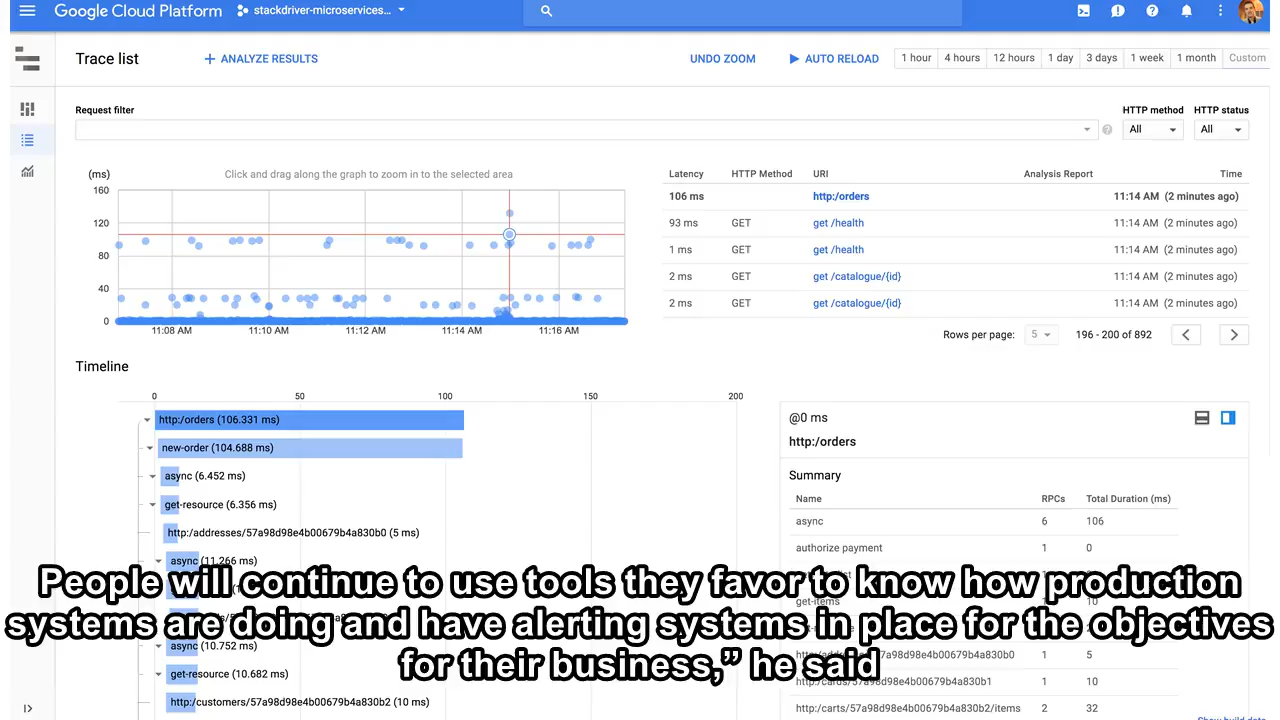 Google Cloud Platform
stackdriver-microservices...
Trace list
ANALYZE RESULTS
UNDO ZOOM
AUTO RELOAD
1 hour
4 hours
12 hours
1 day
3 days
1 week
1 month
Custom
Request filter
HTTP method
HTTP status
All
All
(ms)
Click and drag along the graph to zoom in to the selected area
160
120
80
40
0
11:08 AM
11:10 AM
11:12 AM
11:14 AM
11:16 AM
Latency HTTP Method URI Analysis Report Time
106 ms http:/orders 11:14 AM (2 minutes ago)
93 ms GET get /health 11:14 AM (2 minutes ago)
1 ms GET get /health 11:14 AM (2 minutes ago)
2 ms GET get /catalogue/{id} 11:14 AM (2 minutes ago)
2 ms GET get /catalogue/{id} 11:14 AM (2 minutes ago)
Rows per page: 5 196 - 200 of 892
Timeline
0 50 100 150 200
http:/orders (106.331 ms)
new-order (104.688 ms)
async (6.452 ms)
get-resource (6.356 ms)
http:/addresses/57a98d98e4b00679b4a830b0 (5 ms)
async (11.266 ms)
async (10.752 ms)
get-resource (10.682 ms)
http:/customers/57a98d98e4b00679b4a830b2 (10 ms)
@0 ms
http:/orders
Summary
Name RPCs Total Duration (ms)
async 6 106
authorize payment 1 0
get-items 10
1 5
http:/cards/57a98d98e4b00679b4a830b1 1 10
http:/carts/57a98d98e4b00679b4a830b2/items 2 32
People will continue to use tools they favor to know how production
systems are doing and have alerting systems in place for the objectives
for their business,” he said